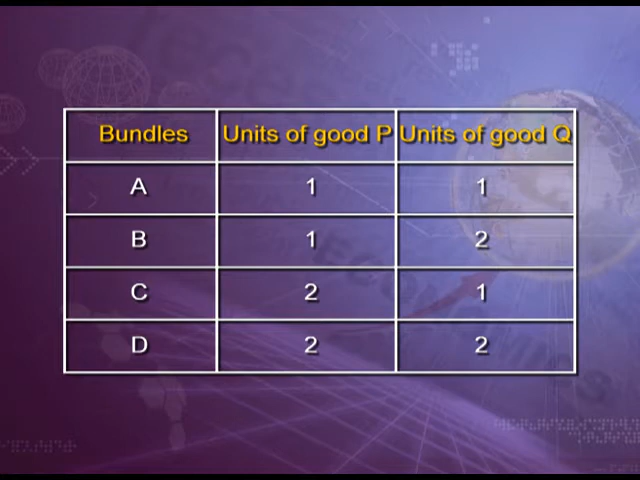 Bundles Units of good P Units of good Q
A 1 1
B 1 2
C 2 1
D 2 2